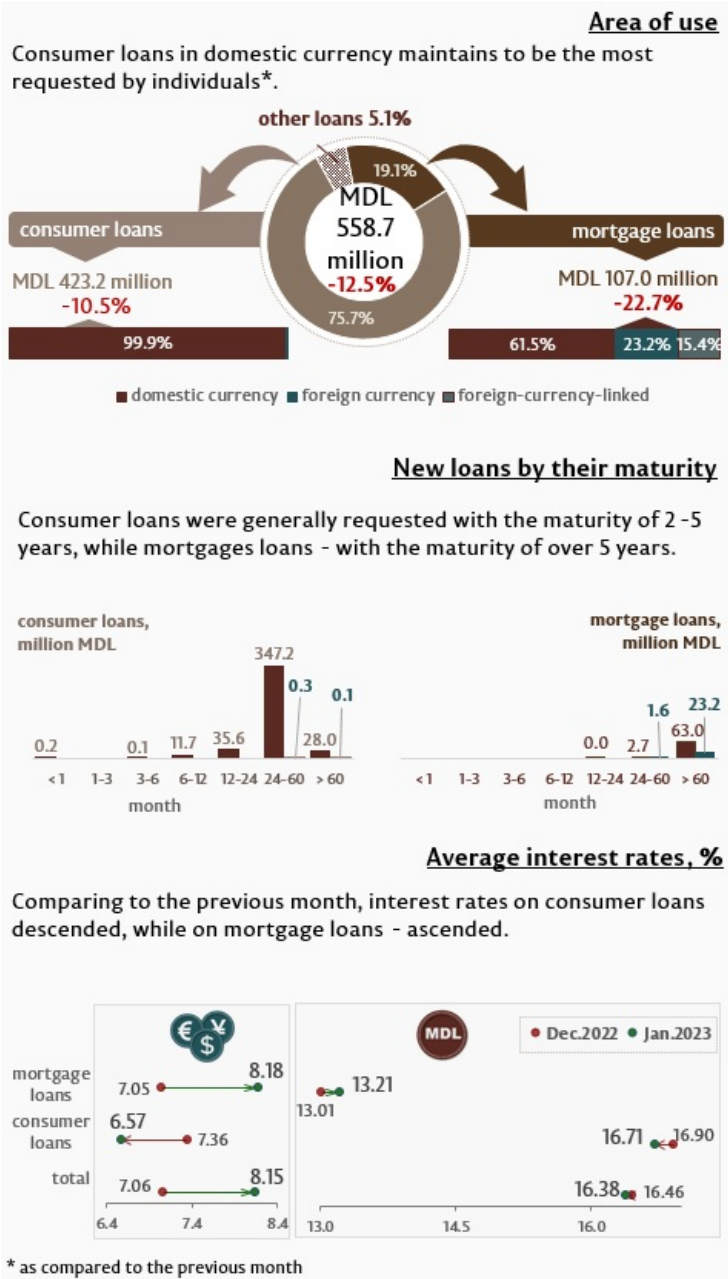 Area of use
Consumer loans in domestic currency maintains to be the most
requested by individuals*.
other loans 5.1%
19.1%
MDL
558.7
million
-12.5%
75.7%
consumer loans
MDL 423.2 million
-10.5%
99.9%
mortgage loans
MDL 107.0 million
-22.7%
61.5% 23.2% 15.4%
domestic currency foreign currency foreign-currency-linked
New loans by their maturity
Consumer loans were generally requested with the maturity of 2 -5
years, while mortgages loans - with the maturity of over 5 years.
consumer loans,
million MDL
0.2 0.1 11.7 35.6 347.2 0.3 28.0 0.1
<1 1-3 3-6 6-12 12-24 24-60 >60
month
mortgage loans,
million MDL
0.0 2.7 1.6 63.0 23.2
<1 1-3 3-6 6-12 12-24 24-60 >60
month
Average interest rates, %
Comparing to the previous month, interest rates on consumer loans
descended, while on mortgage loans - ascended.
€ ¥ $
MDL
Dec.2022 Jan.2023
mortgage
loans
7.05 8.18
13.01 13.21
consumer
loans
6.57 7.36
16.71 16.90
total
7.06 8.15
16.38 16.46
6.4 7.4 8.4
13.0 14.5 16.0
* as compared to the previous month